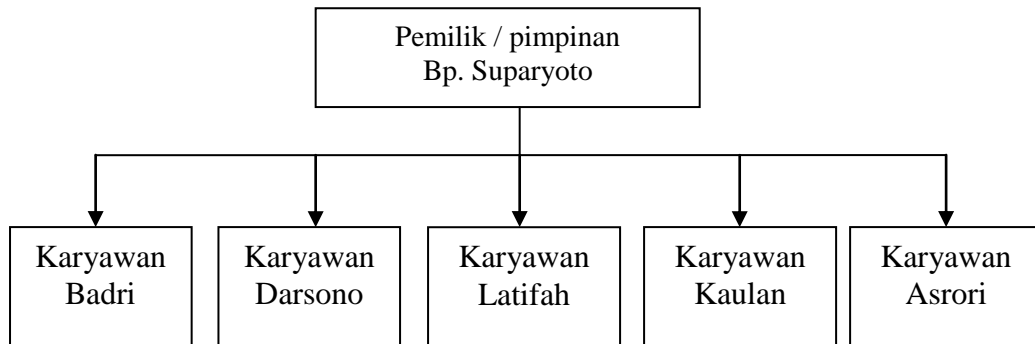 Pemilik / pimpinan
Bp. Suparyoto
Karyawan
Badri
Karyawan
Darsono
Karyawan
Latifah
Karyawan
Kaulan
Karyawan
Asrori